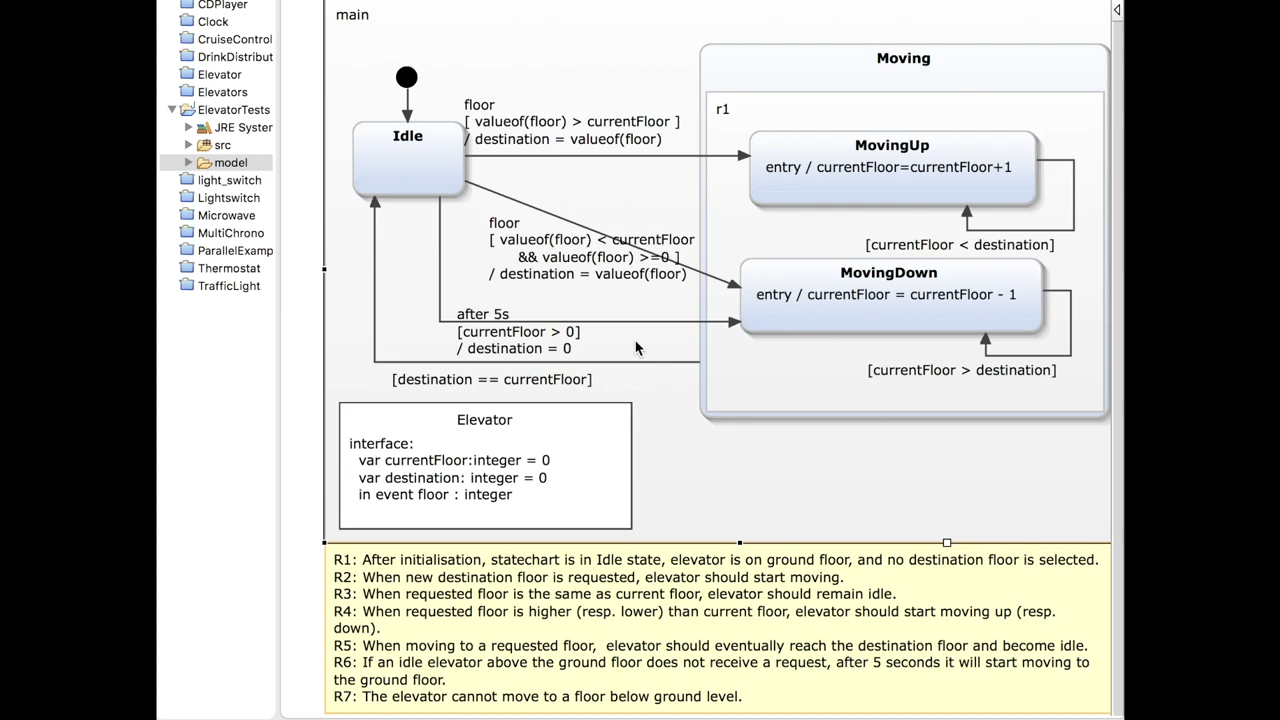 CDPlayer
Clock
CruiseControl
DrinkDistribut
Elevator
Elevators
ElevatorTests
JRE Syster
src
model
light_switch
Lightswitch
Microwave
MultiChrono
ParallelExamp
Thermostat
TrafficLight
main
Moving
floor
[ valueof(floor) > currentFloor ]
/ destination = valueof(floor)
r1
Idle
MovingUp
entry / currentFloor=currentFloor+1
floor
[ valueof(floor) < currentFloor
&& valueof(floor) >=0 ]
/ destination = valueof(floor)
[currentFloor < destination]
MovingDown
entry / currentFloor = currentFloor - 1
after 5s
[currentFloor > 0]
/ destination = 0
[currentFloor > destination]
[destination == currentFloor]
Elevator
interface:
var currentFloor:integer = 0
var destination: integer = 0
in event floor : integer
R1: After initialisation, statechart is in Idle state, elevator is on ground floor, and no destination floor is selected.
R2: When new destination floor is requested, elevator should start moving.
R3: When requested floor is the same as current floor, elevator should remain idle.
R4: When requested floor is higher (resp. lower) than current floor, elevator should start moving up (resp.
down).
R5: When moving to a requested floor, elevator should eventually reach the destination floor and become idle.
R6: If an idle elevator above the ground floor does not receive a request, after 5 seconds it will start moving to
the ground floor.
R7: The elevator cannot move to a floor below ground level.